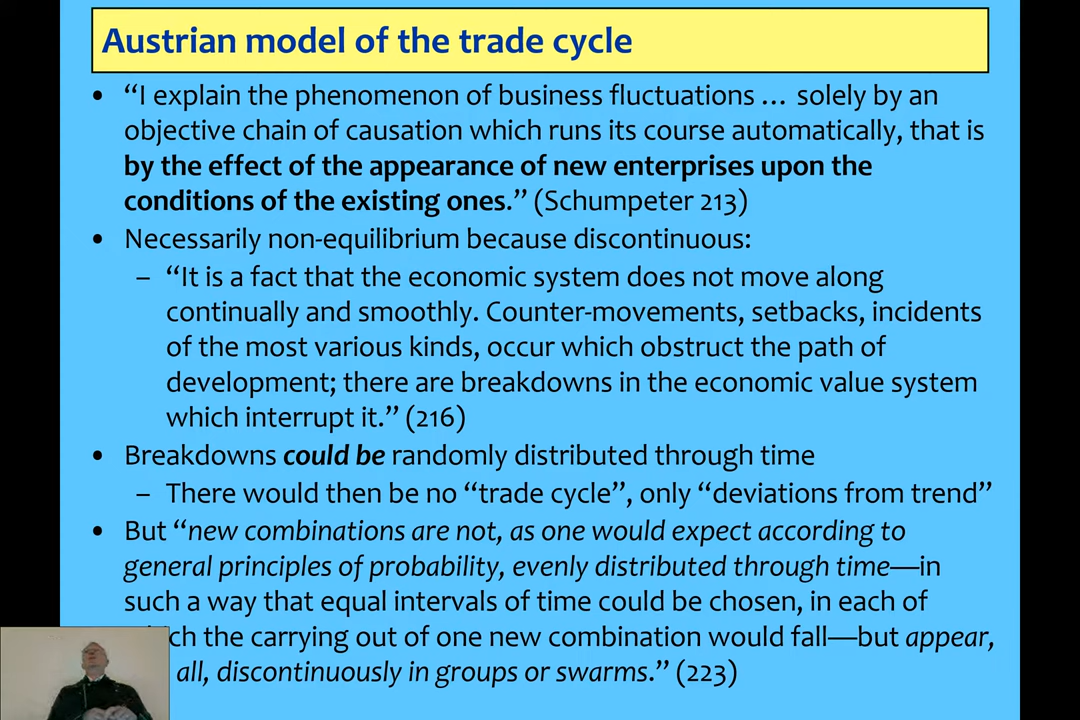 Austrian model of the trade cycle
• “I explain the phenomenon of business fluctuations … solely by an
objective chain of causation which runs its course automatically, that is
by the effect of the appearance of new enterprises upon the
conditions of the existing ones.” (Schumpeter 213)
• Necessarily non-equilibrium because discontinuous:
– “It is a fact that the economic system does not move along
continually and smoothly. Counter-movements, setbacks, incidents
of the most various kinds, occur which obstruct the path of
development; there are breakdowns in the economic value system
which interrupt it.” (216)
• Breakdowns could be randomly distributed through time
– There would then be no “trade cycle”, only “deviations from trend”
• But “new combinations are not, as one would expect according to
general principles of probability, evenly distributed through time—in
such a way that equal intervals of time could be chosen, in each of
the carrying out of one new combination would fall—but appear,
all, discontinuously in groups or swarms.” (223)